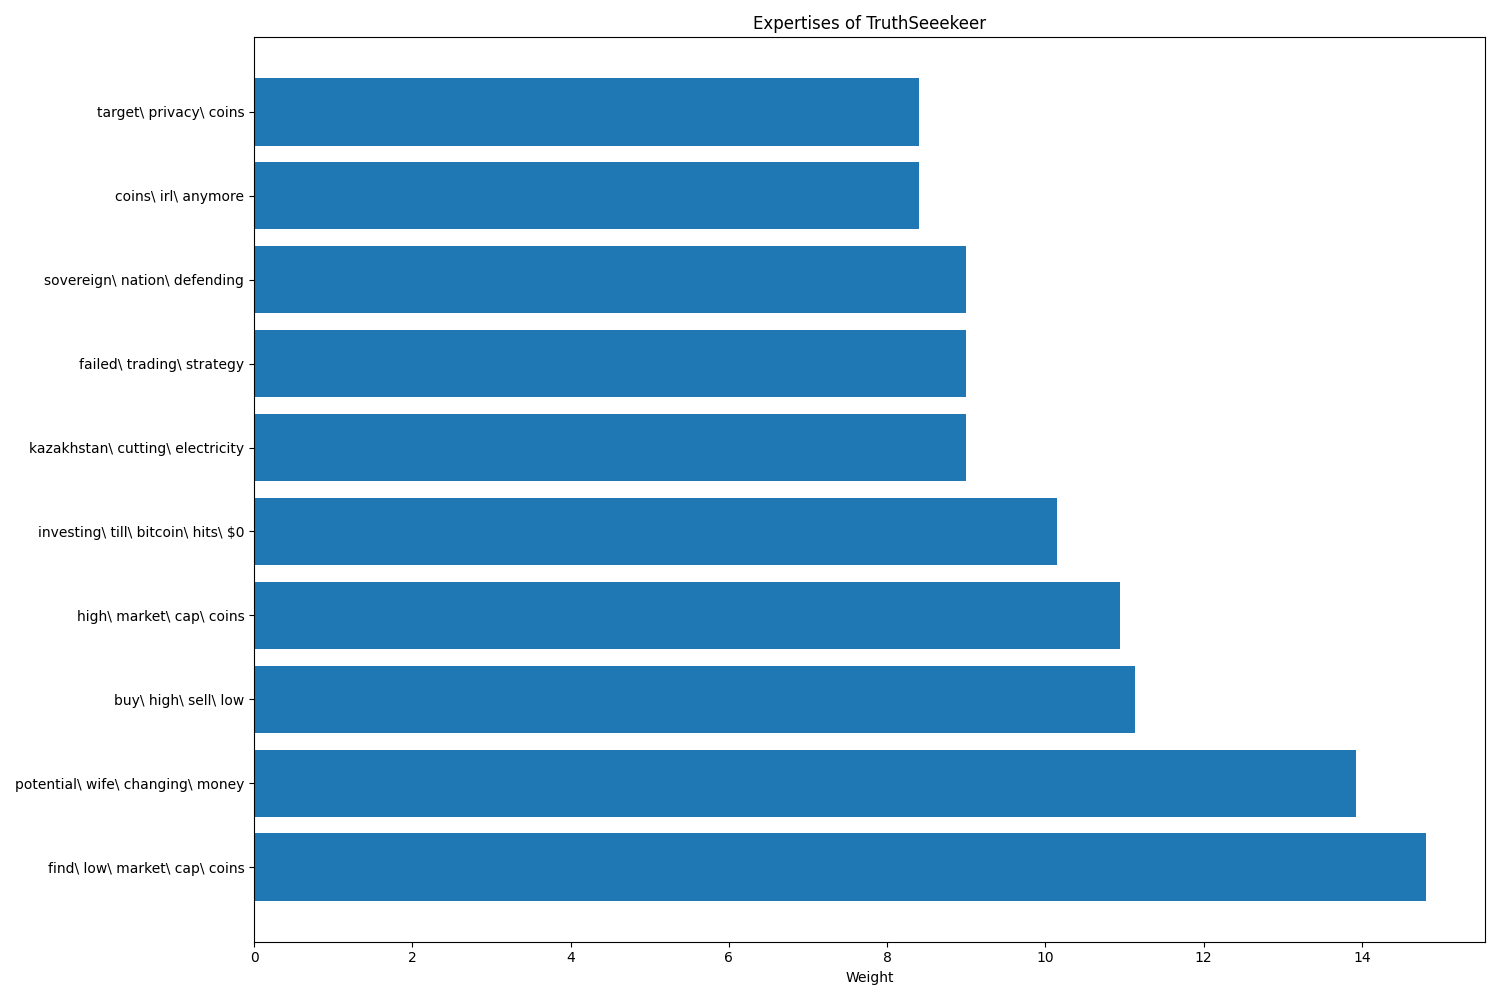 Expertises of TruthSeeekeer
target\ privacy\ coins
coins\ irl\ anymore
sovereign\ nation\ defending
failed\ trading\ strategy
kazakhstan\ cutting\ electricity
investing\ till\ bitcoin\ hits\ $0
high\ market\ cap\ coins
buy\ high\ sell\ low
potential\ wife\ changing\ money
find\ low\ market\ cap\ coins
0 2 4 6 8 10 12 14
Weight